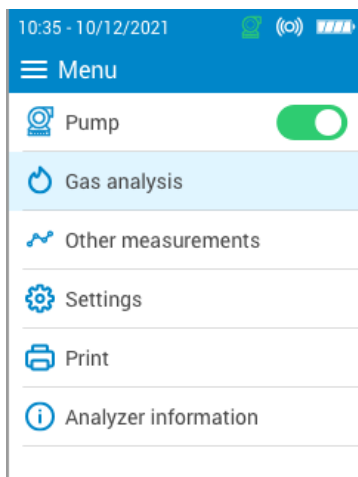 10:35 - 10/12/2021
Menu
Pump
Gas analysis
Other measurements
Settings
Print
Analyzer information